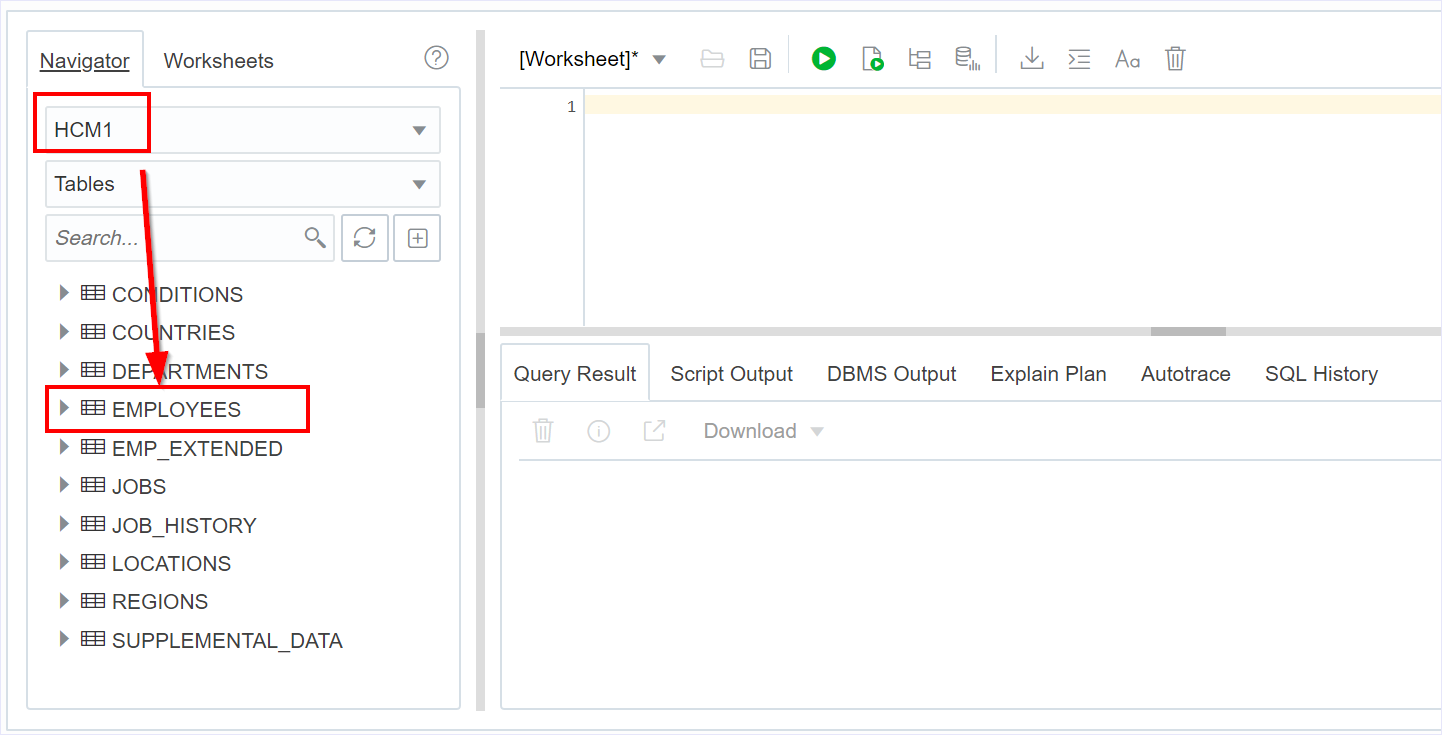 Navigator Worksheets
HCM1
Tables
Search...
CONDITIONS
COUNTRIES
DEPARTMENTS
EMPLOYEES
EMP_EXTENDED
JOBS
JOB_HISTORY
LOCATIONS
REGIONS
SUPPLEMENTAL_DATA
[Worksheet]* Aa
1
Query Result Script Output DBMS Output Explain Plan Autotrace SQL History
Download